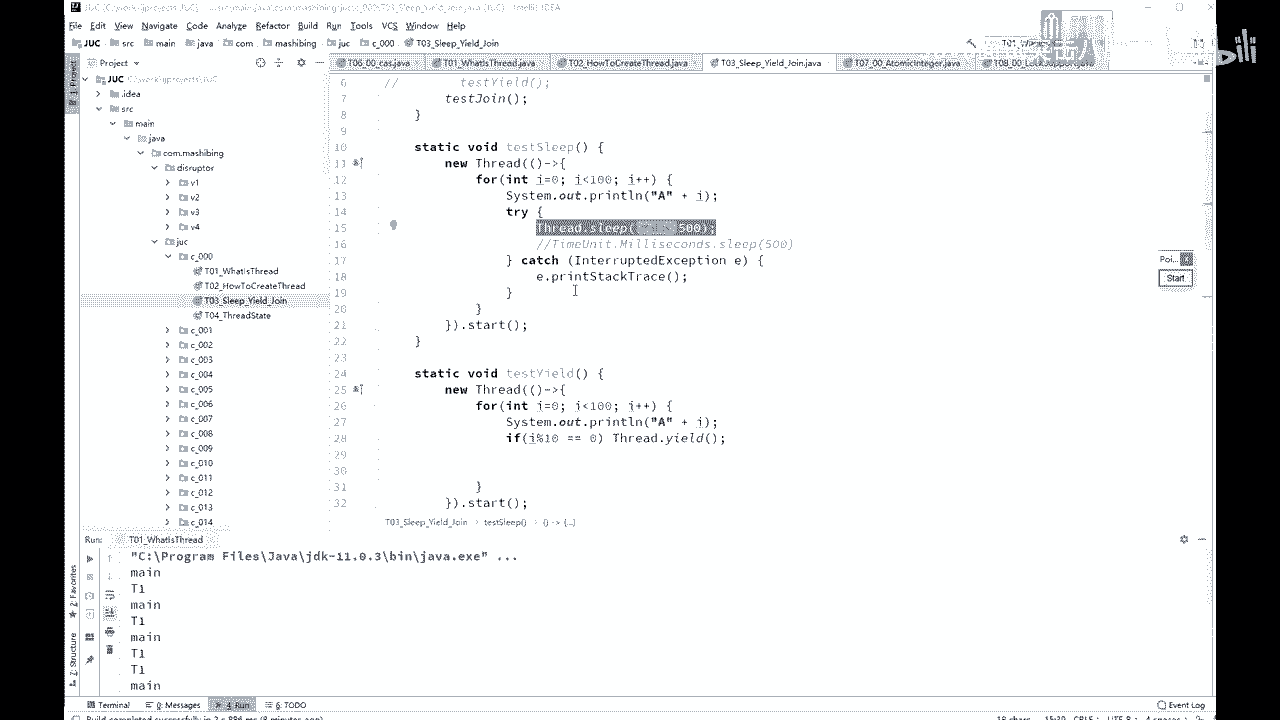 File Edit View Navigate Code Analyze Refactor Build Run Tools VCS Window Help
JUC src main java com mashibing juc c_000 T03_Sleep_Yield_Join
bili
Project
T06_00_cas.java T01_WhatIsThread.java T02_HowToCreateThread.java T03_Sleep_Yield_Join.java T07_00_AtomicInteger.java
JUC
.idea
src
main
java
com.mashibing
disruptor
v1
v2
v3
v4
juc
c_000
T01_WhatIsThread
T02_HowToCreateThread
T03_Sleep_Yield_Join
T04_ThreadState
c_001
c_002
c_003
c_004
c_005
c_006
c_007
c_008
c_009
c_010
c_011
c_012
c_013
c_014
6 // testYield();
7 testJoin();
8 }
9
10 static void testSleep() {
11 new Thread(()->{
12 for(int i=0; i<100; i++) {
13 System.out.println("A" + i);
14 try {
15 Thread.sleep( 500);
16 //TimeUnit.Milliseconds.sleep(500)
17 } catch (InterruptedException e) {
18 e.printStackTrace();
19 }
20 }
21 }).start();
22 }
23
24 static void testYield() {
25 new Thread(()->{
26 for(int i=0; i<100; i++) {
27 System.out.println("A" + i);
28 if(i%10 == 0) Thread.yield();
29
30
31 }
32 }).start();
T03_Sleep_Yield_Join testSleep() () -> {...}
Poi...
Start
Run: T01_WhatIsThread
"C:\Program Files\Java\jdk-11.0.3\bin\java.exe" ...
main
T1
main
T1
main
T1
T1
main
1: Project
2: Favorites
Z: Structure
Terminal 0: Messages 4: Run 6: TODO
Event Log